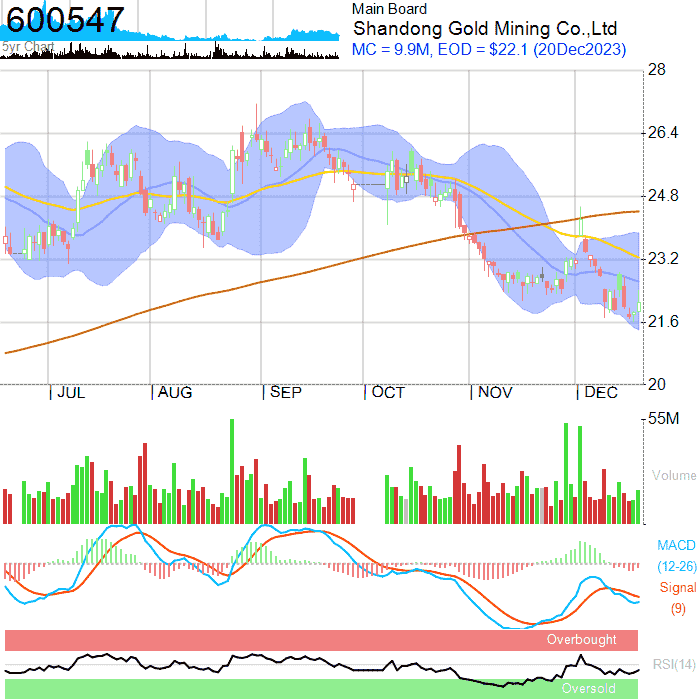 600547
5yr Chart
Main Board
Shandong Gold Mining Co.,Ltd
MC = 9.9M, EOD = $22.1 (20Dec2023)
28
26.4
24.8
23.2
21.6
20
JUL AUG SEP OCT NOV DEC
55M
Volume
MACD
(12-26)
Signal
(9)
Overbought
RSI(14)
Oversold